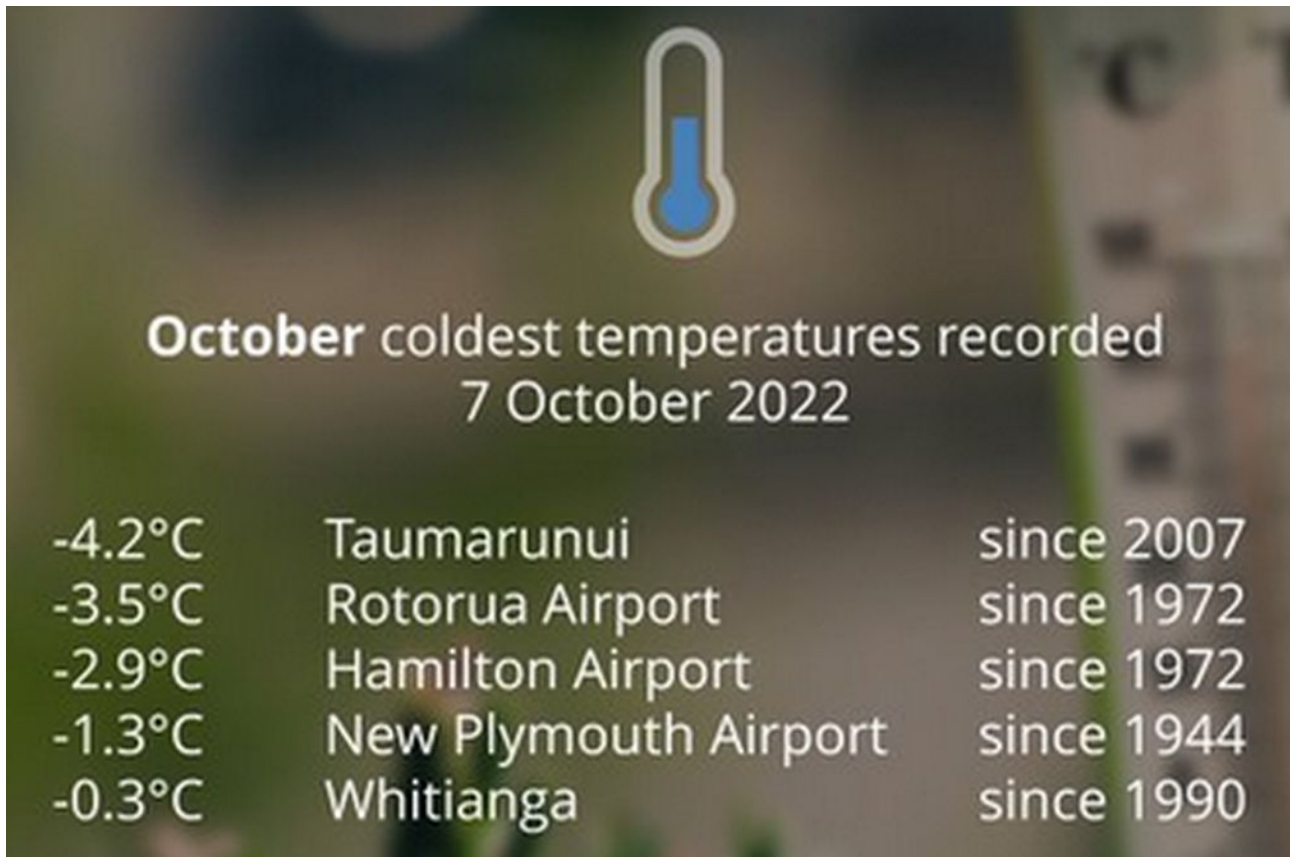 °C
October coldest temperatures recorded
7 October 2022
-4.2°C Taumarunui since 2007
-3.5°C Rotorua Airport since 1972
-2.9°C Hamilton Airport since 1972
-1.3°C New Plymouth Airport since 1944
-0.3°C Whitianga since 1990